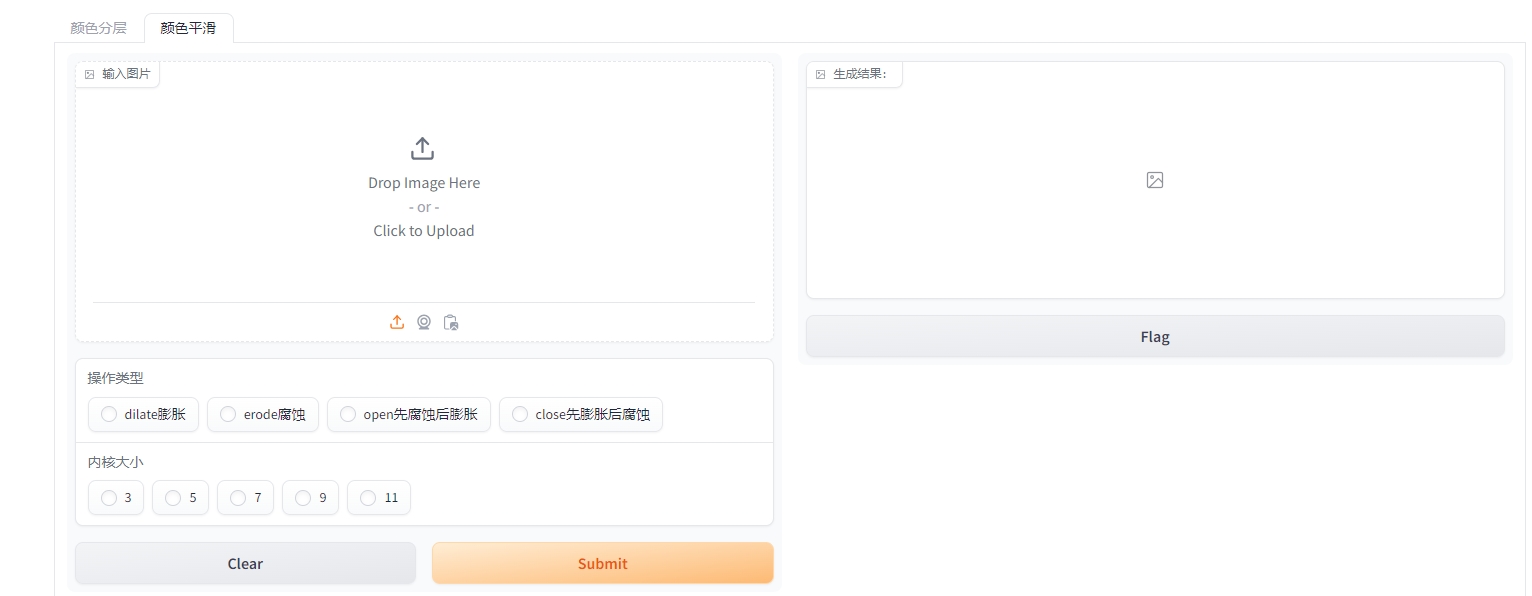 颜色分层 颜色平滑
输入图片
Drop Image Here
- or -
Click to Upload
操作类型
dilate膨胀 erode腐蚀 open先腐蚀后膨胀 close先膨胀后腐蚀
内核大小
3 5 7 9 11
Clear Submit
生成结果：
Flag